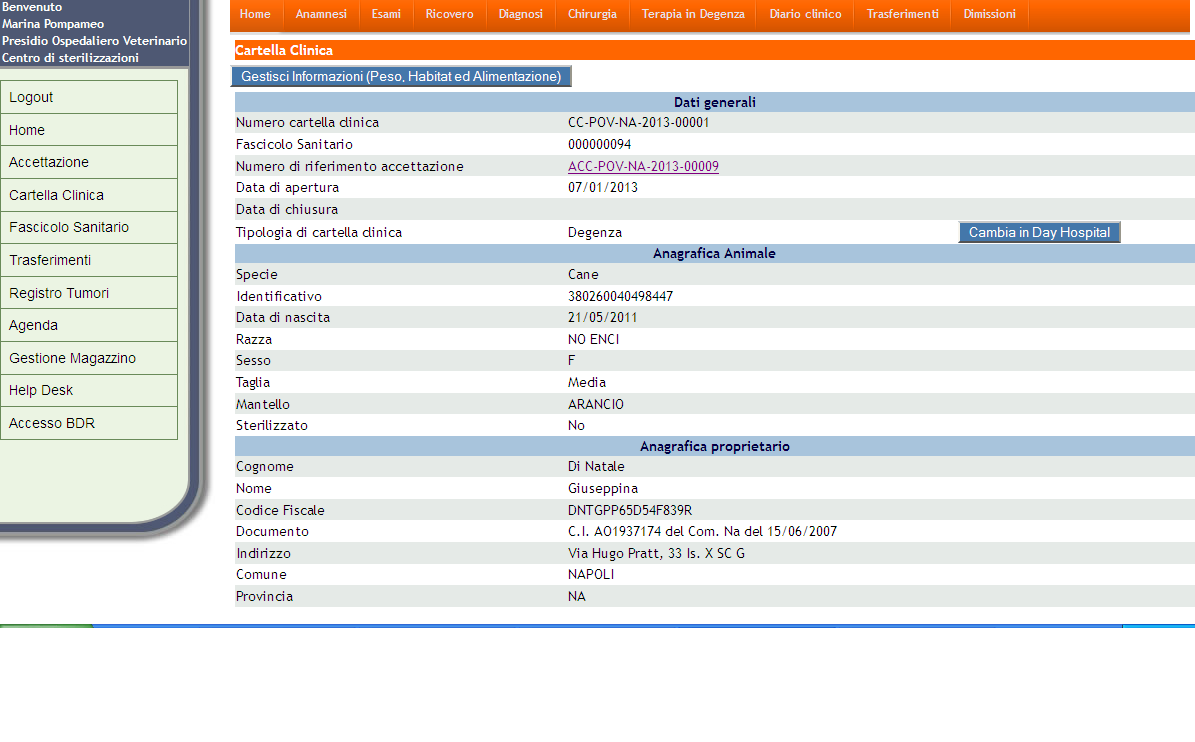 Benvenuto
Marina Pompameo
Presidio Ospedaliero Veterinario
Centro di sterilizzazioni
Logout
Home
Accettazione
Cartella Clinica
Fascicolo Sanitario
Trasferimenti
Registro Tumori
Agenda
Gestione Magazzino
Help Desk
Accesso BDR
Home Anamnesi Esami Ricovero Diagnosi Chirurgia Terapia in Degenza Diario clinico Trasferimenti Dimissioni
Cartella Clinica
Gestisci Informazioni (Peso, Habitat ed Alimentazione)
Dati generali
Numero cartella clinica CC-POV-NA-2013-00001
Fascicolo Sanitario 000000094
Numero di riferimento accettazione ACC-POV-NA-2013-00009
Data di apertura 07/01/2013
Data di chiusura
Tipologia di cartella clinica Degenza Cambia in Day Hospital
Anagrafica Animale
Specie Cane
Identificativo 380260040498447
Data di nascita 21/05/2011
Razza NO ENCI
Sesso F
Taglia Media
Mantello ARANCIO
Sterilizzato No
Anagrafica proprietario
Cognome Di Natale
Nome Giuseppina
Codice Fiscale DNTGPP65D54F839R
Documento C.I. AO1937174 del Com. Na del 15/06/2007
Indirizzo Via Hugo Pratt, 33 Is. X SC G
Comune NAPOLI
Provincia NA